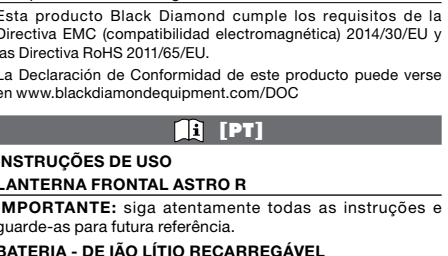 Esta producto Black Diamond cumple los requisitos de la
Directiva EMC (compatibilidad electromagnética) 2014/30/EU y
las Directiva RoHS 2011/65/EU.
La Declaración de Conformidad de este producto puede verse
en www.blackdiamondequipment.com/DOC
[PT]
INSTRUÇÕES DE USO
LANTERNA FRONTAL ASTRO R
IMPORTANTE: siga atentamente todas as instruções e
guarde-as para futura referência.
BATERIA - DE IÃO LÍTIO RECARREGÁVEL